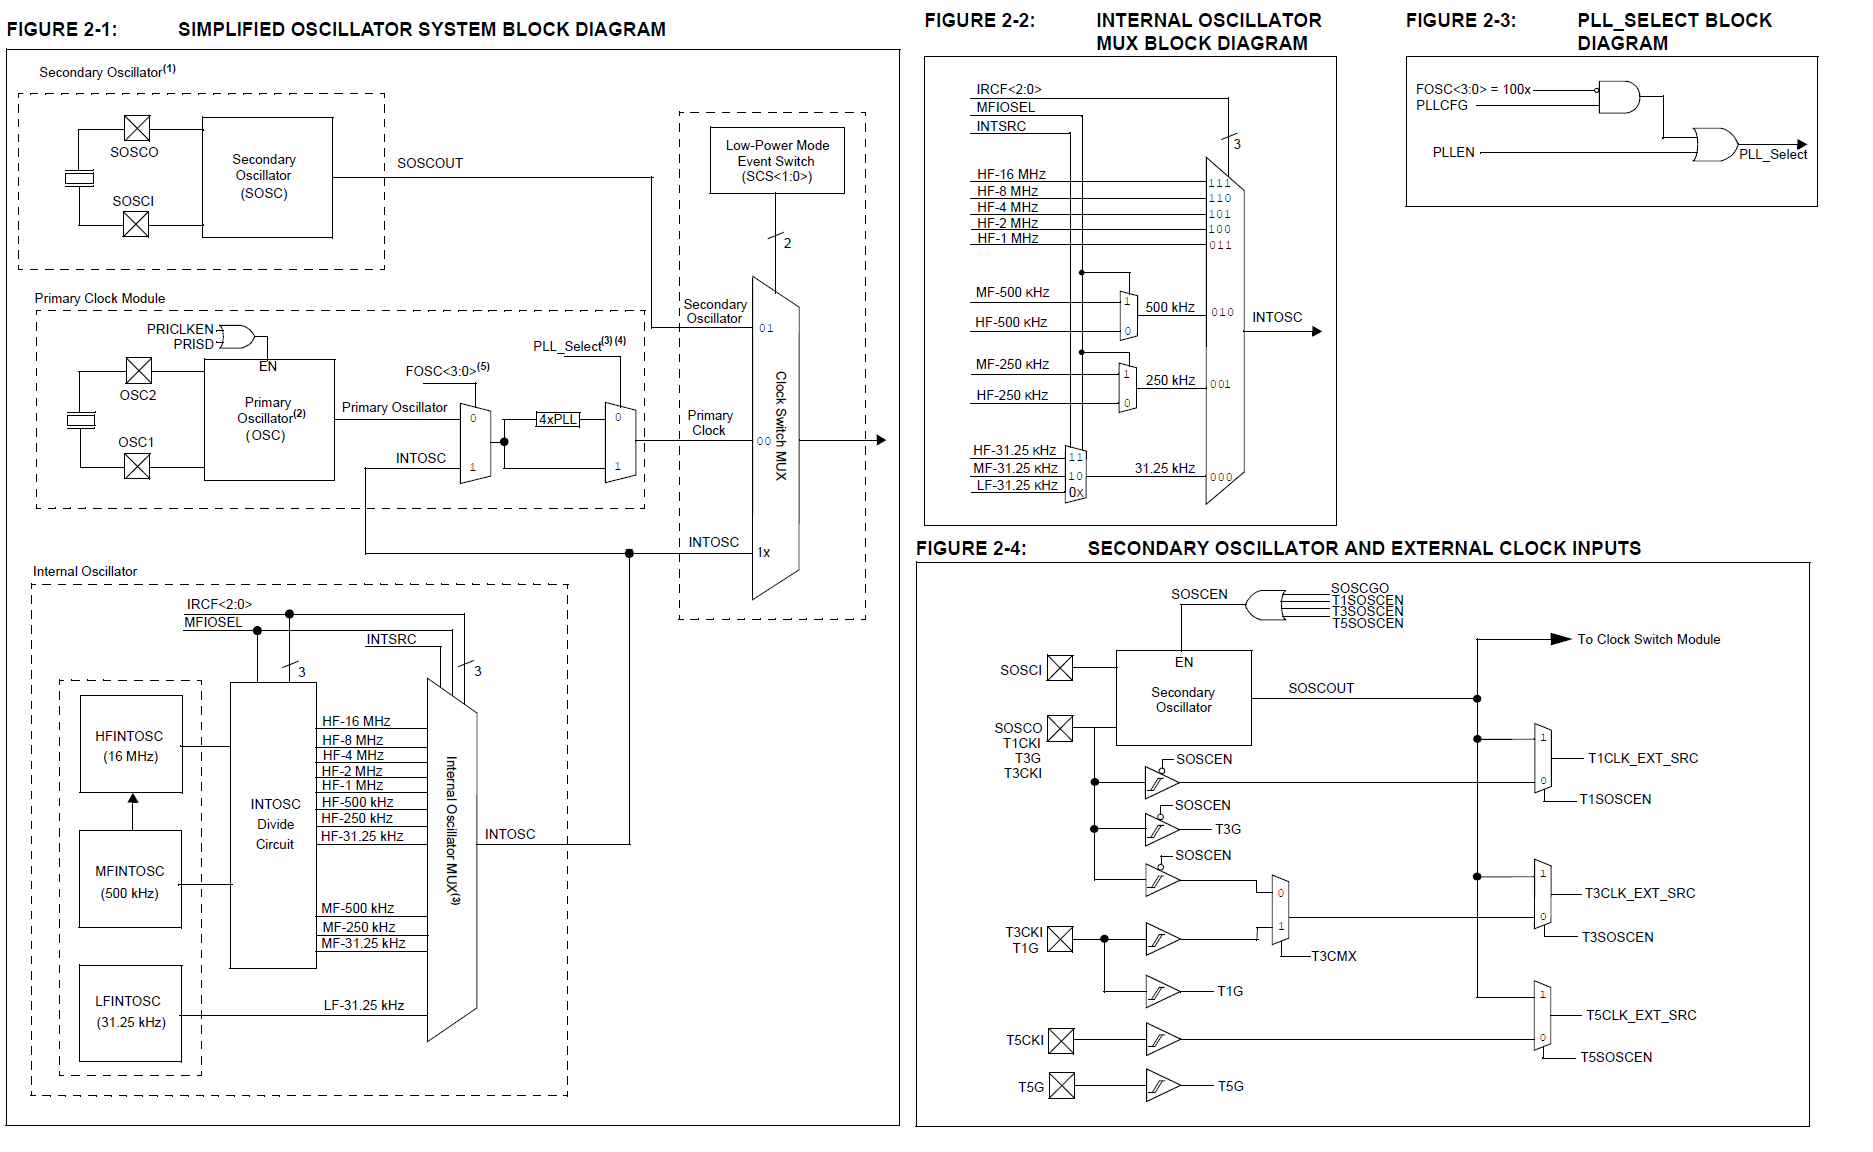 FIGURE 2-1: SIMPLIFIED OSCILLATOR SYSTEM BLOCK DIAGRAM
Secondary Oscillator(1)
SOSCO
SOSCI
Secondary
Oscillator
(SOSC)
SOSCOUT
Low-Power Mode
Event Switch
(SCS<1:0>)
2
Secondary
Oscillator
01
Primary Clock Module
PRICLKEN
PRISD
EN
OSC2
OSC1
Primary
Oscillator(2)
(OSC)
Primary Oscillator
FOSC<3:0>(5)
0
1
INTOSC
4xPLL
PLL_Select(3) (4)
0
1
Primary
Clock
00
Clock Switch MUX
INTOSC
1x
Internal Oscillator
IRCF<2:0>
MFIOSEL
INTSRC
3
3
HFINTOSC
(16 MHz)
MFINTOSC
(500 kHz)
LFINTOSC
(31.25 kHz)
INTOSC
Divide
Circuit
HF-16 MHz
HF-8 MHz
HF-4 MHz
HF-2 MHz
HF-1 MHz
HF-500 kHz
HF-250 kHz
HF-31.25 kHz
MF-500 kHz
MF-250 kHz
MF-31.25 kHz
LF-31.25 kHz
Internal Oscillator MUX(3)
INTOSC
FIGURE 2-2: INTERNAL OSCILLATOR
MUX BLOCK DIAGRAM
IRCF<2:0>
MFIOSEL
INTSRC
3
HF-16 MHz
HF-8 MHz
HF-4 MHz
HF-2 MHz
HF-1 MHz
111
110
101
100
011
MF-500 KHz
HF-500 KHz
1
0
500 kHz
010
INTOSC
MF-250 KHz
HF-250 KHz
1
0
250 kHz
001
HF-31.25 KHz
MF-31.25 KHz
LF-31.25 KHz
11
10
0x
31.25 kHz
000
FIGURE 2-3: PLL_SELECT BLOCK
DIAGRAM
FOSC<3:0> = 100x
PLLCFG
PLLEN
PLL_Select
FIGURE 2-4: SECONDARY OSCILLATOR AND EXTERNAL CLOCK INPUTS
SOSCEN
SOSCGO
T1SOSCEN
T3SOSCEN
T5SOSCEN
To Clock Switch Module
SOSCI
EN
Secondary
Oscillator
SOSCOUT
SOSCO
T1CKI
T3G
T3CKI
SOSCEN
1
0
T1CLK_EXT_SRC
T1SOSCEN
SOSCEN
T3G
SOSCEN
0
1
T3CMX
1
0
T3CLK_EXT_SRC
T3SOSCEN
T3CKI
T1G
T1G
1
0
T5CLK_EXT_SRC
T5SOSCEN
T5CKI
T5G
T5G